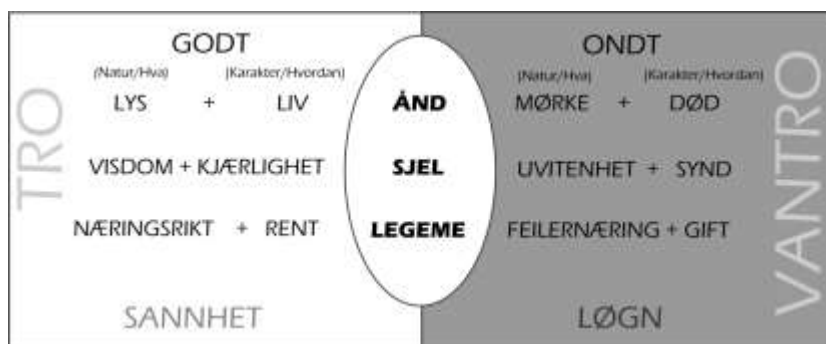 GODT
ONDT
(Natur/Hva) (Karakter/Hvordan)
(Natur/Hva) (Karakter/Hvordan)
LYS + LIV
ÅND
MØRKE + DØD
VISDOM + KJÆRLIGHET
SJEL
UVITENHET + SYND
NÆRINGSRIKT + RENT
LEGEME
FEILERNÆRING + GIFT
TRO
VANTRO
SANNHET
LØGN